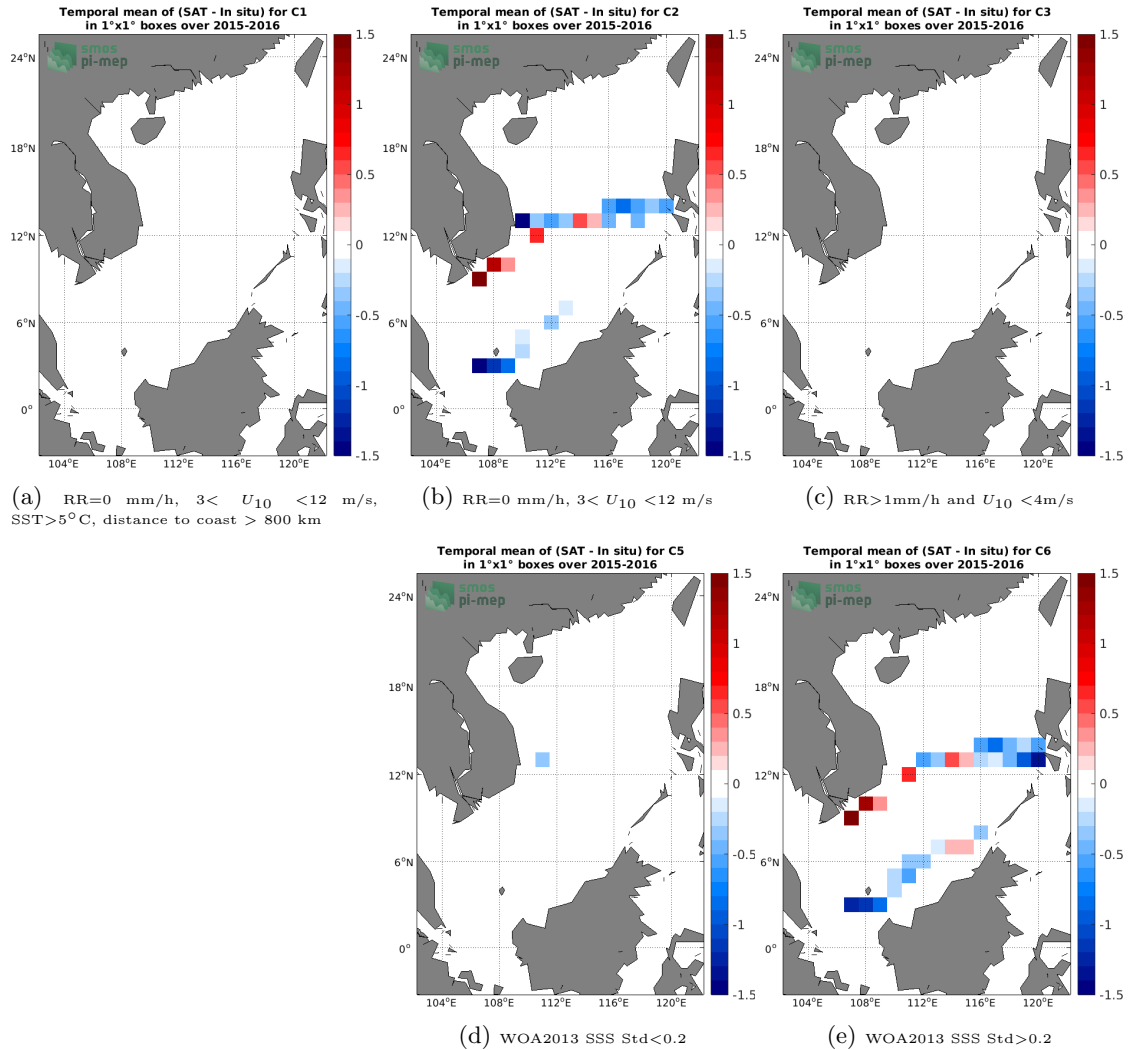 Temporal mean of (SAT - In situ) for C1
in 1°x1° boxes over 2015-2016
smos
pi-mep
24°N
18°N
12°N
6°N
0°
104°E 108°E 112°E 116°E 120°E
1.5
1
0.5
0
-0.5
-1
-1.5
(a) RR=0 mm/h, 3< U10 <12 m/s,
SST>5°C, distance to coast > 800 km
Temporal mean of (SAT - In situ) for C2
in 1°x1° boxes over 2015-2016
smos
pi-mep
24°N
18°N
12°N
6°N
0°
104°E 108°E 112°E 116°E 120°E
1.5
1
0.5
0
-0.5
-1
-1.5
(b) RR=0 mm/h, 3< U10 <12 m/s
Temporal mean of (SAT - In situ) for C3
in 1°x1° boxes over 2015-2016
smos
pi-mep
24°N
18°N
12°N
6°N
0°
104°E 108°E 112°E 116°E 120°E
1.5
1
0.5
0
-0.5
-1
-1.5
(c) RR>1mm/h and U10 <4m/s
Temporal mean of (SAT - In situ) for C5
in 1°x1° boxes over 2015-2016
smos
pi-mep
24°N
18°N
12°N
6°N
0°
104°E 108°E 112°E 116°E 120°E
1.5
1
0.5
0
-0.5
-1
-1.5
(d) WOA2013 SSS Std<0.2
Temporal mean of (SAT - In situ) for C6
in 1°x1° boxes over 2015-2016
smos
pi-mep
24°N
18°N
12°N
6°N
0°
104°E 108°E 112°E 116°E 120°E
1.5
1
0.5
0
-0.5
-1
-1.5
(e) WOA2013 SSS Std>0.2